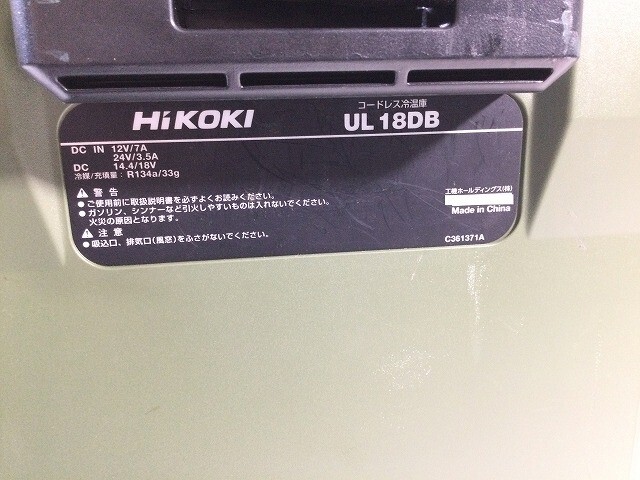 HiKOKI
コードレス冷温庫
UL 18DB
DC IN 12V/7A
24V/3.5A
DC 14.4/18V
冷媒/充填量: R134a/33g
⚠ 警告
●ご使用前に取扱説明書を必ずよくお読みください。
●ガソリン、シンナーなど引火しやすいものは入れないでください。
火災の原因となります。
⚠ 注意
●吸込口、排気口(風窓)をふさがないでください。
工機ホールディングス(株)
Made in China
C361371A